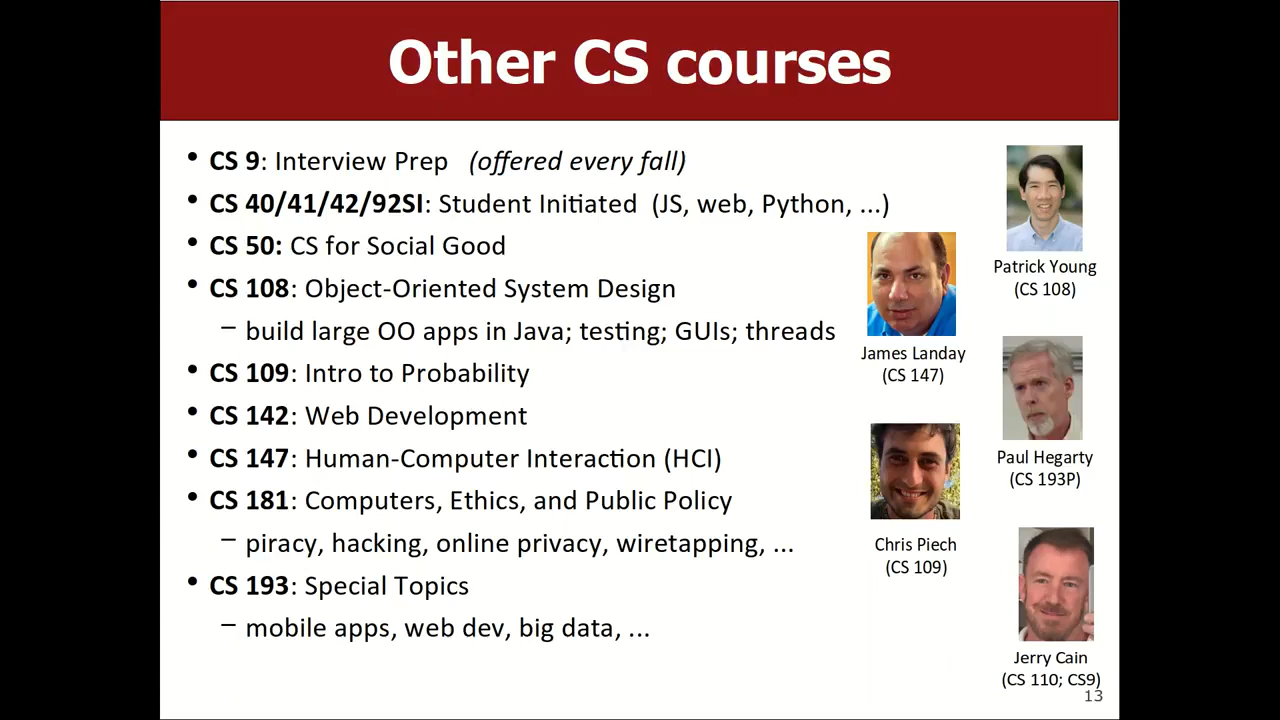 Other CS courses
• CS 9: Interview Prep (offered every fall)
• CS 40/41/42/92SI: Student Initiated (JS, web, Python, ...)
• CS 50: CS for Social Good
• CS 108: Object-Oriented System Design
– build large OO apps in Java; testing; GUIs; threads
• CS 109: Intro to Probability
• CS 142: Web Development
• CS 147: Human-Computer Interaction (HCI)
• CS 181: Computers, Ethics, and Public Policy
– piracy, hacking, online privacy, wiretapping, ...
• CS 193: Special Topics
– mobile apps, web dev, big data, ...
Patrick Young
(CS 108)
James Landay
(CS 147)
Paul Hegarty
(CS 193P)
Chris Piech
(CS 109)
Jerry Cain
(CS 110; CS9)
13